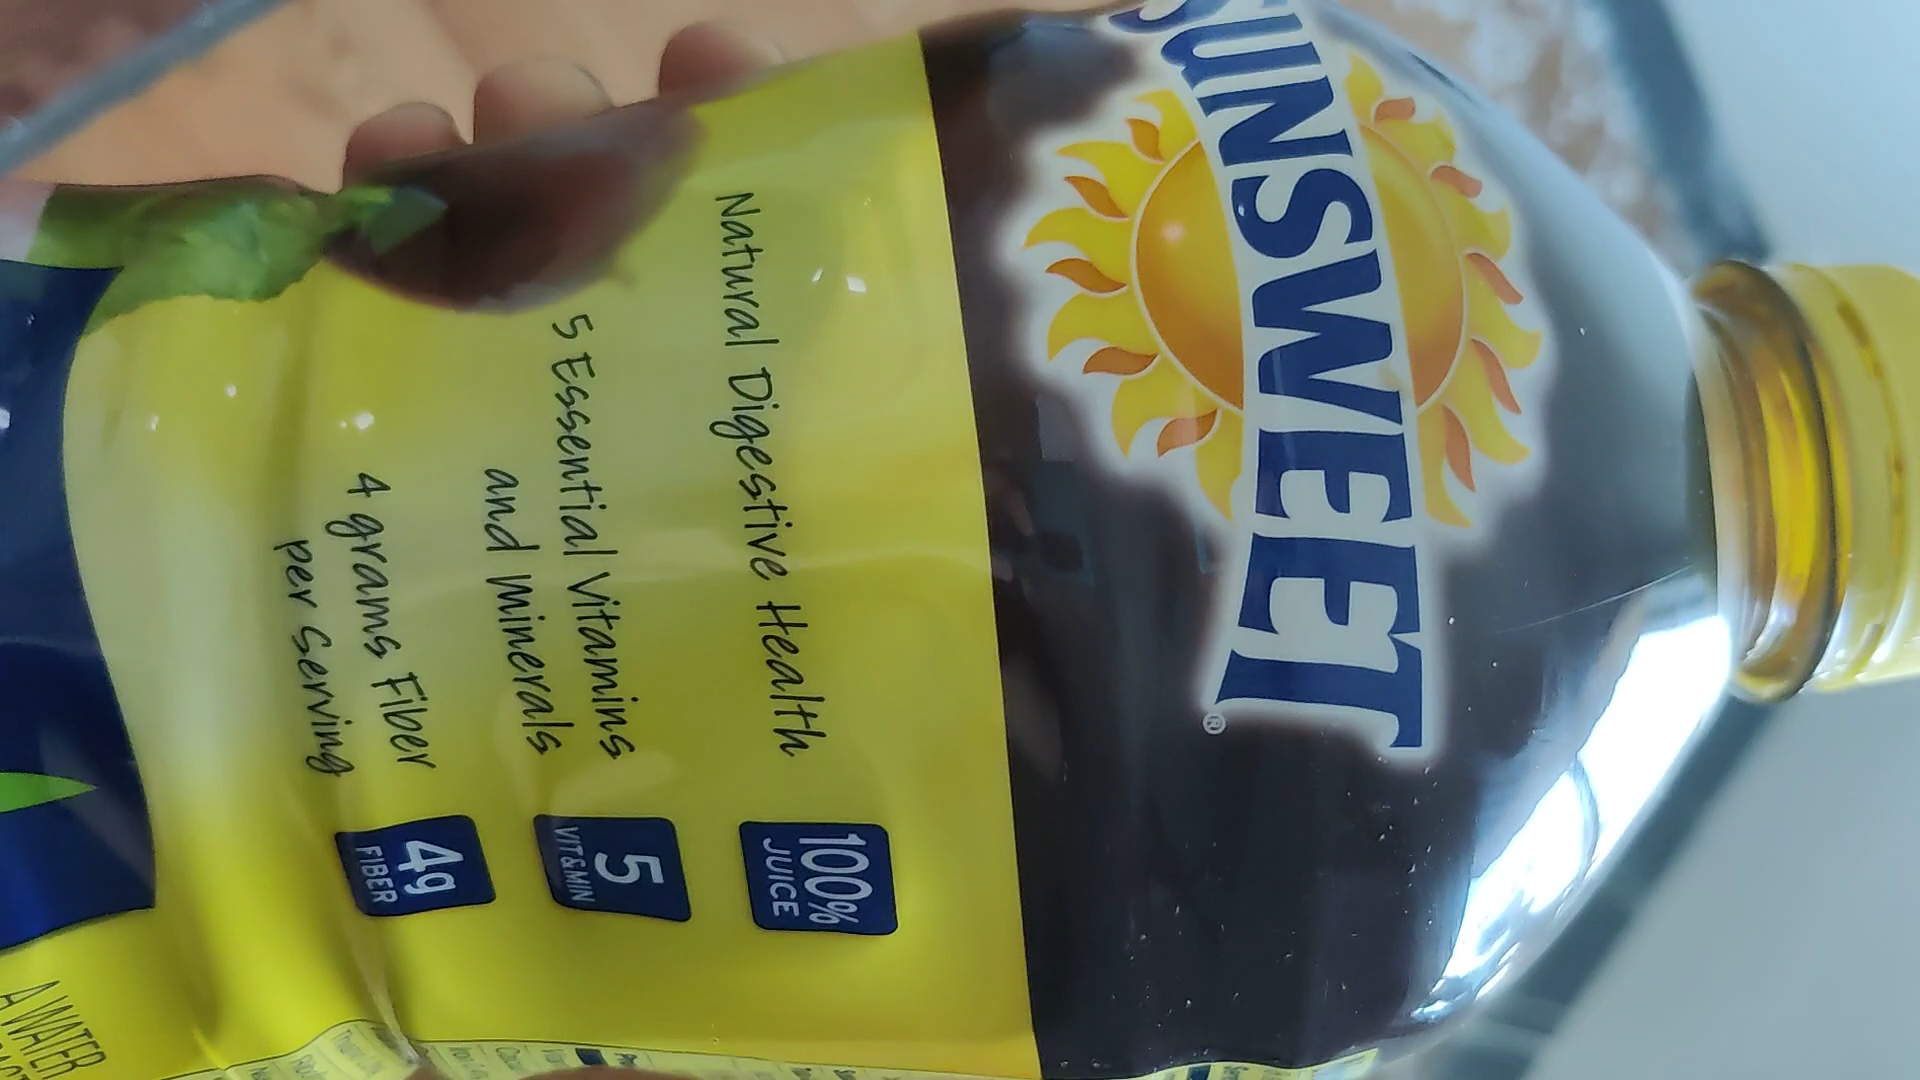 SUNSWEET®
Natural Digestive Health
100%
JUICE
5 Essential Vitamins
and Minerals
5
VIT&MIN
4 grams Fiber
per Serving
4g
FIBER
A WATER